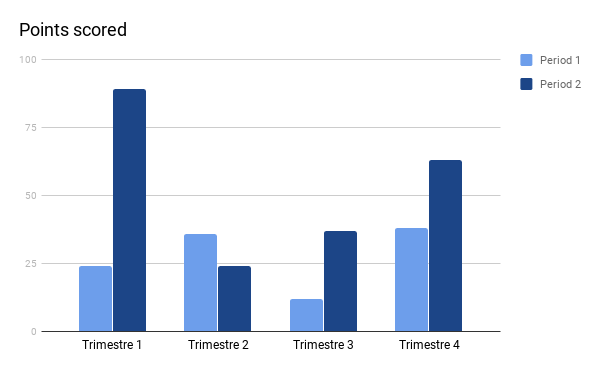 Points scored
100
75
50
25
0
Period 1
Period 2
Trimestre 1
Trimestre 2
Trimestre 3
Trimestre 4